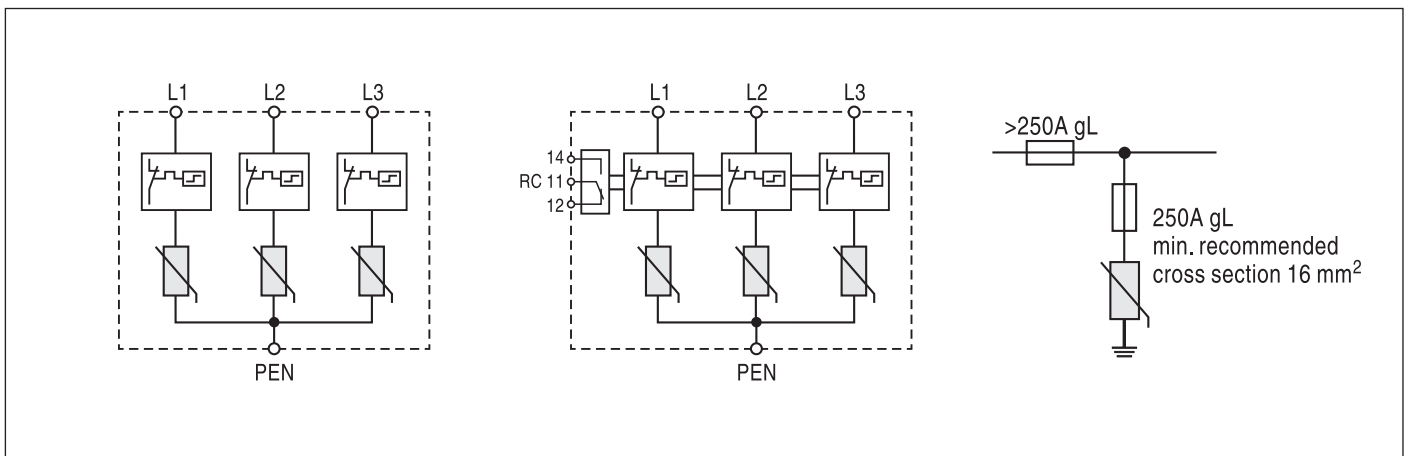 L1 L2 L3
PEN
L1 L2 L3
14
RC 11
12
PEN
>250A gL
250A gL
min. recommended
cross section 16 mm²